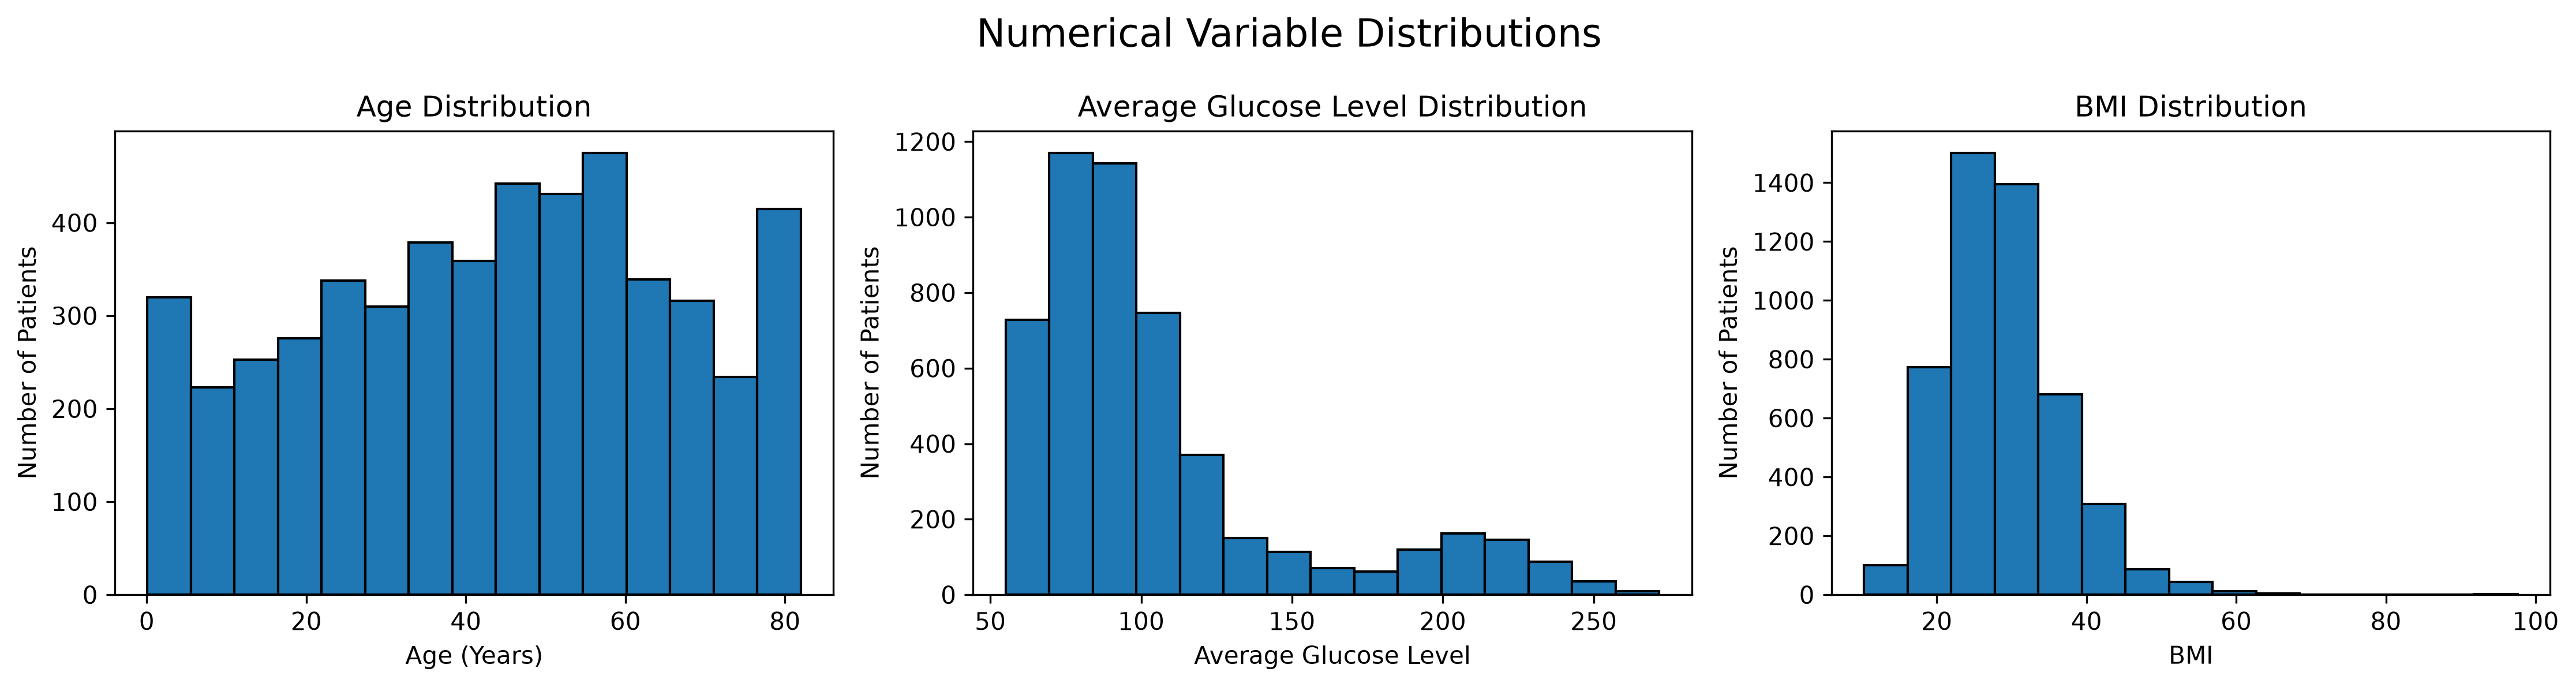 Numerical Variable Distributions
Age Distribution
Number of Patients
400
300
200
100
0
0 20 40 60 80
Age (Years)
Average Glucose Level Distribution
Number of Patients
1200
1000
800
600
400
200
0
50 100 150 200 250
Average Glucose Level
BMI Distribution
Number of Patients
1400
1200
1000
800
600
400
200
0
20 40 60 80 100
BMI